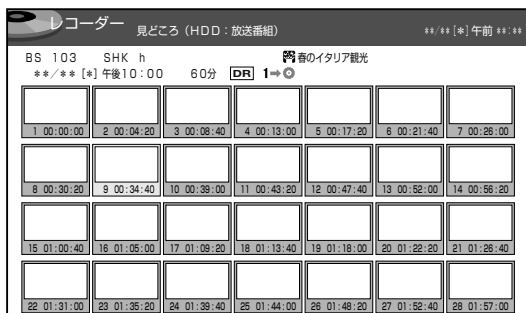 レコーダー 見どころ(HDD:放送番組) **/**[*]午前**:**
BS 103 SHK h 春のイタリア観光
**/**[*]午後10:00 60分 DR 1➡
1 00:00:00 2 00:04:20 3 00:08:40 4 00:13:00 5 00:17:20 6 00:21:40 7 00:26:00
8 00:30:20 9 00:34:40 10 00:39:00 11 00:43:20 12 00:47:40 13 00:52:00 14 00:56:20
15 01:00:40 16 01:05:00 17 01:09:20 18 01:13:40 19 01:18:00 20 01:22:20 21 01:26:40
22 01:31:00 23 01:35:20 24 01:39:40 25 01:44:00 26 01:48:20 27 01:52:40 28 01:57:00